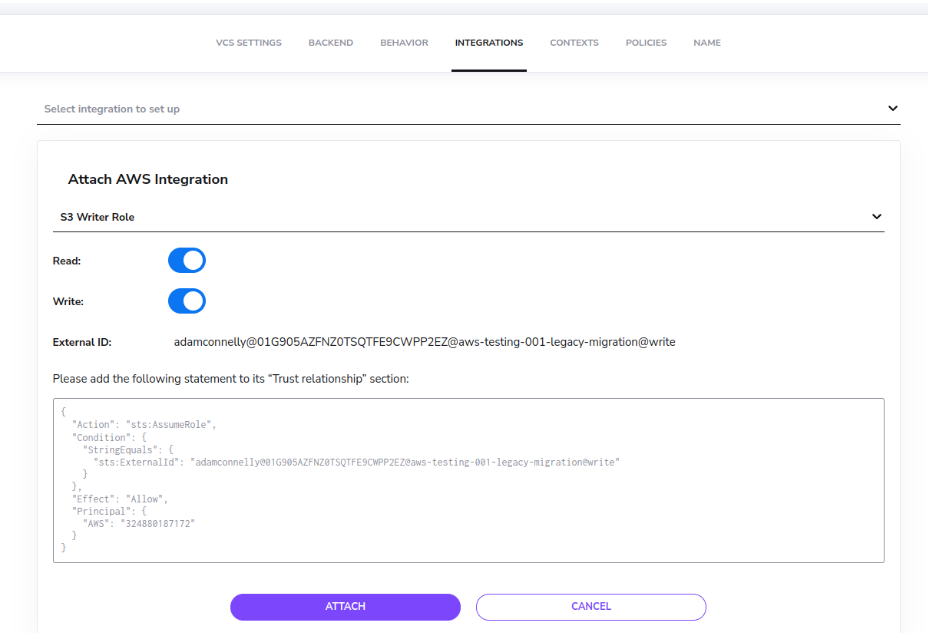 VCS SETTINGS BACKEND BEHAVIOR INTEGRATIONS CONTEXTS POLICIES NAME
Select integration to set up
Attach AWS Integration
S3 Writer Role
Read:
Write:
External ID: adamconnelly@01G905AZFNZ0TSQTFE9CWPP2EZ@aws-testing-001-legacy-migration@write
Please add the following statement to its “Trust relationship” section:
{
"Action": "sts:AssumeRole",
"Condition": {
"StringEquals": {
"sts:ExternalId": "adamconnelly@01G905AZFNZ0TSQTFE9CWPP2EZ@aws-testing-001-legacy-migration@write"
}
},
"Effect": "Allow",
"Principal": {
"AWS": "324880187172"
}
}
ATTACH CANCEL